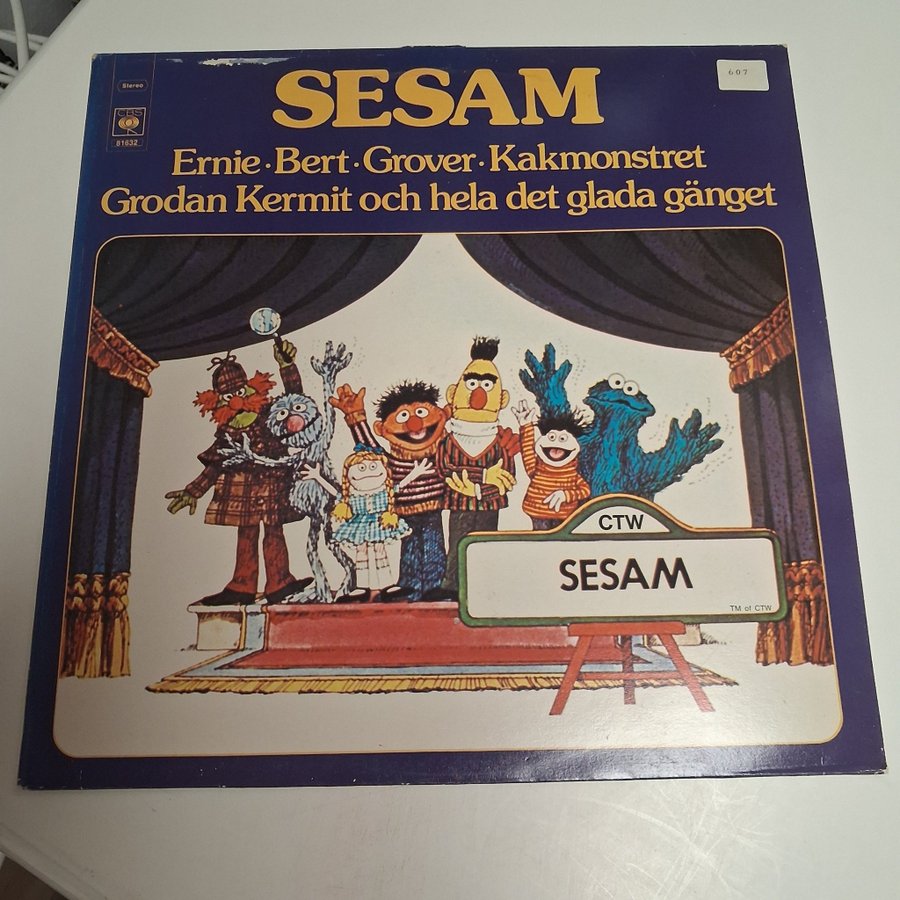 Stereo
CBS
81632
607
SESAM
Ernie · Bert · Grover · Kakmonstret
Grodan Kermit och hela det glada gänget
CTW
SESAM
TM of CTW